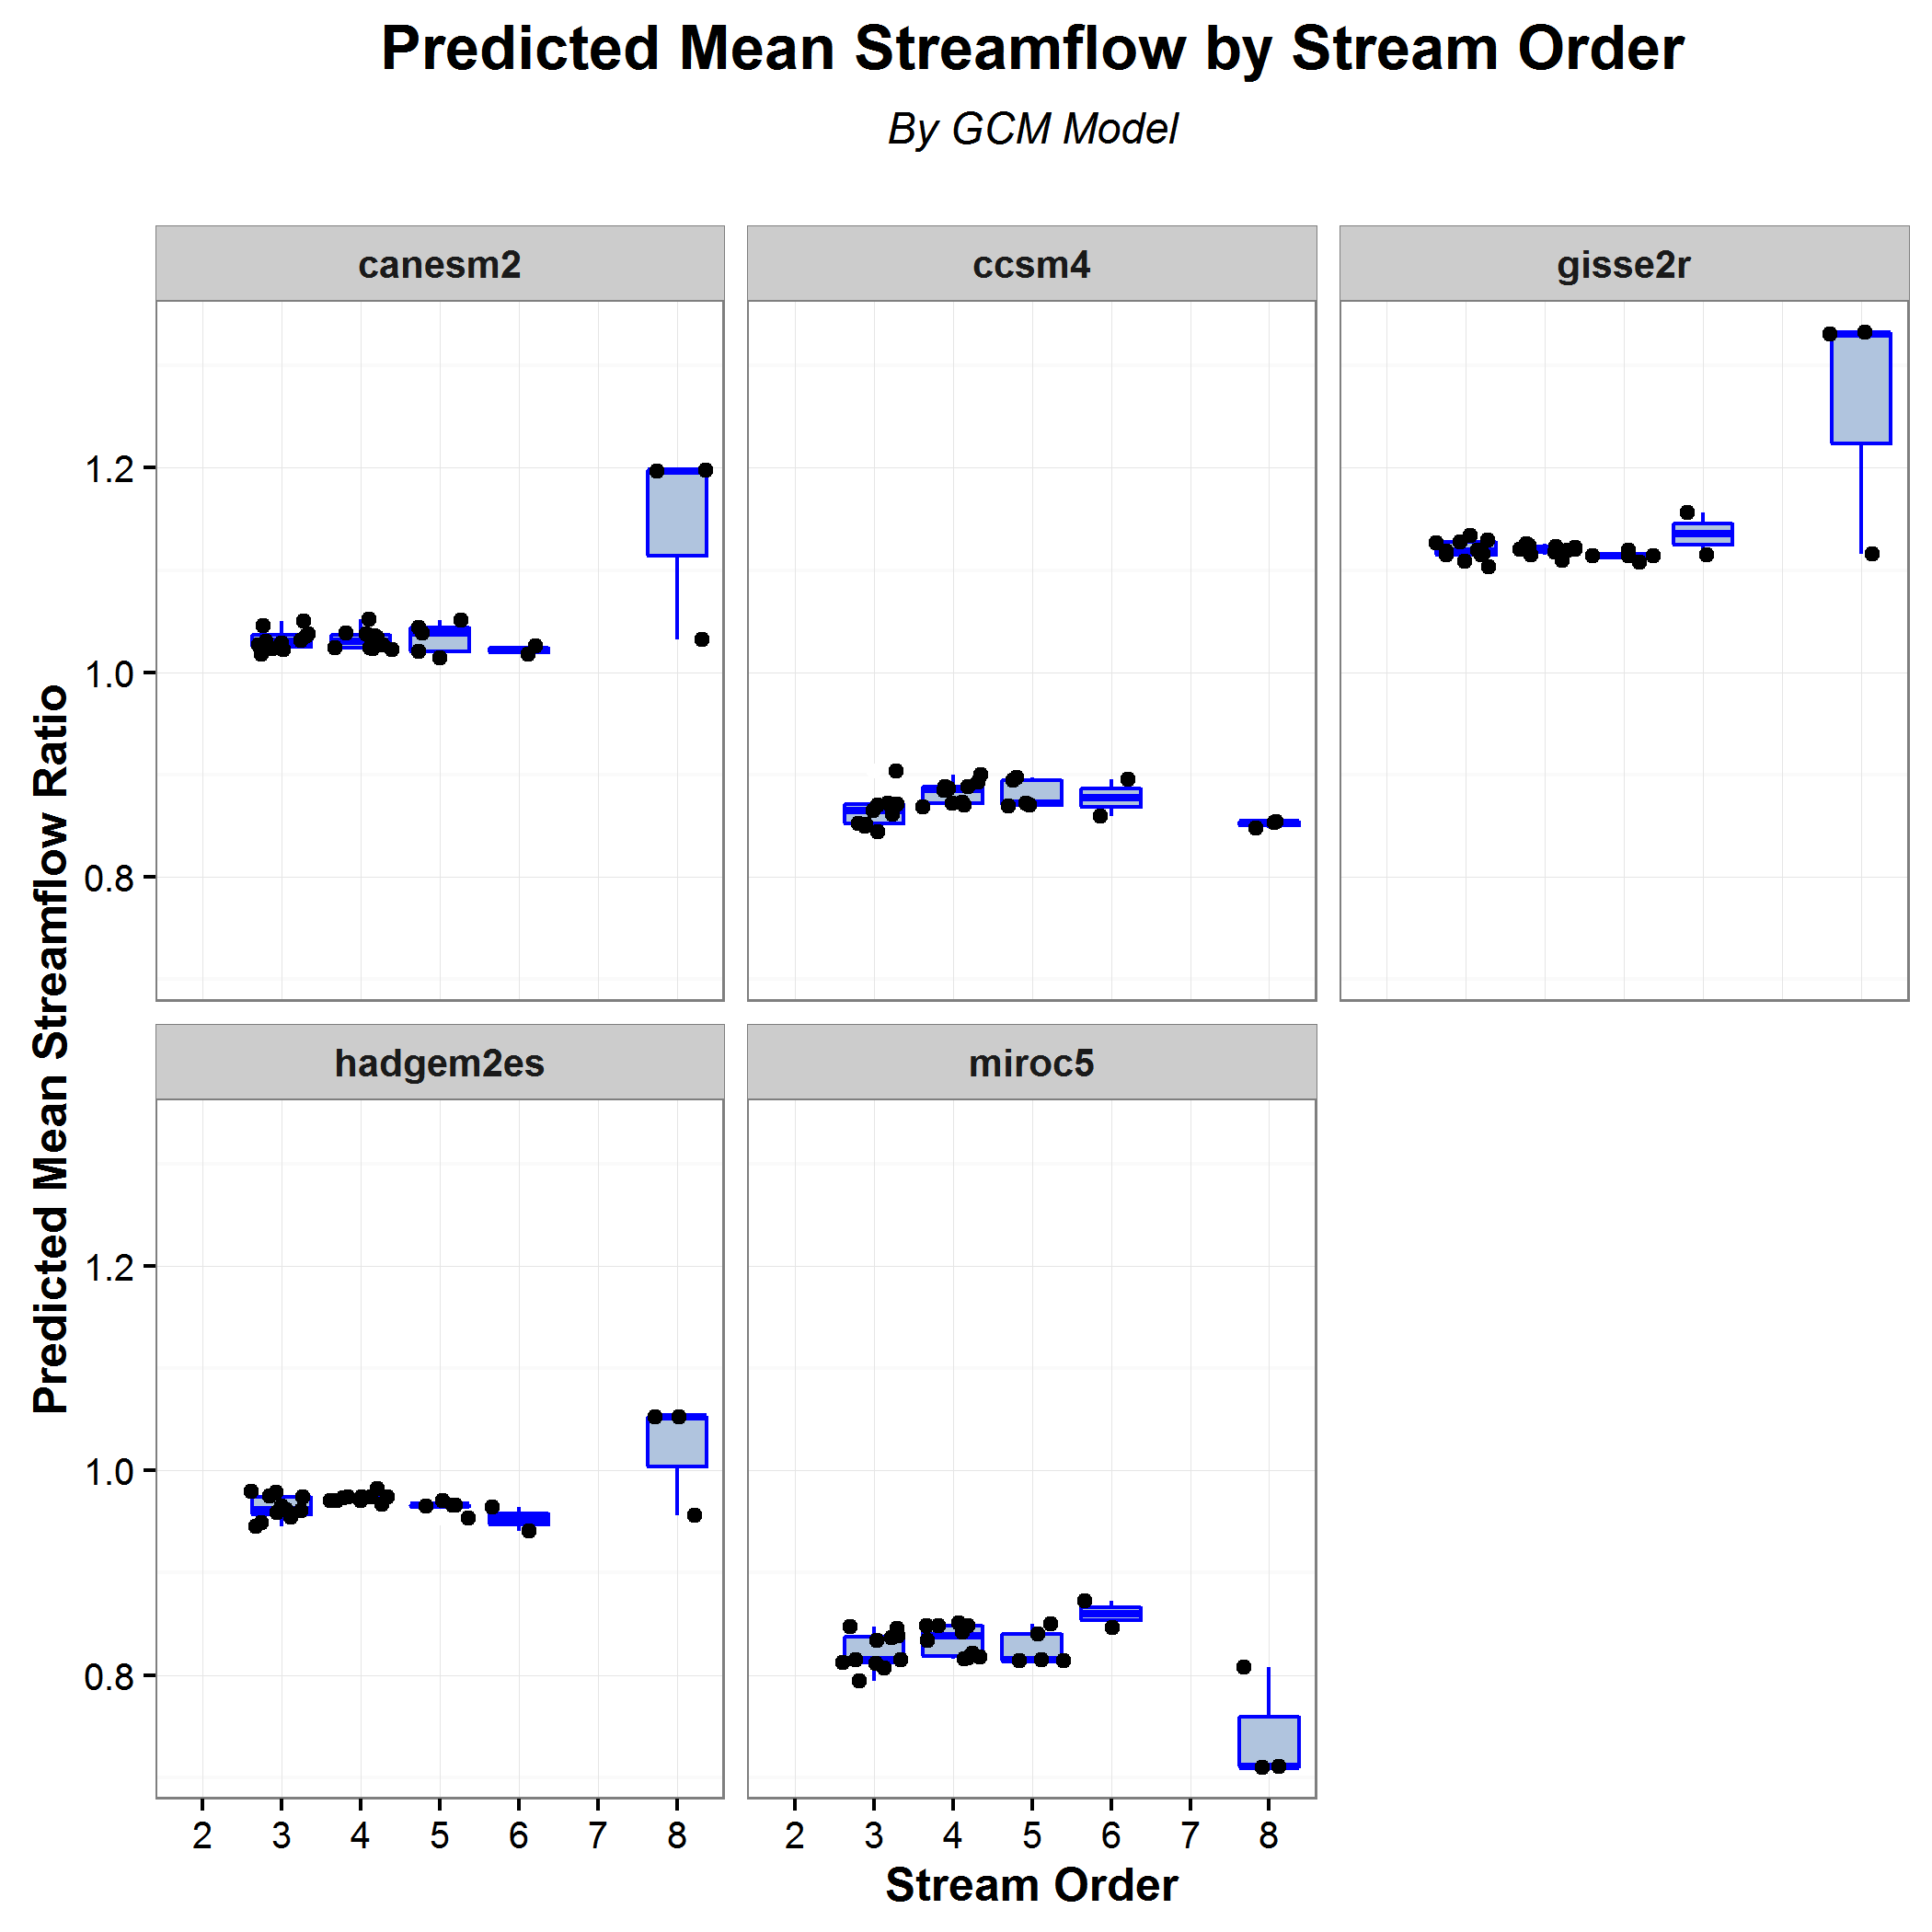 Predicted Mean Streamflow by Stream Order
By GCM Model
canesm2
ccsm4
gisse2r
Predicted Mean Streamflow Ratio
1.2
1.0
0.8
hadgem2es
miroc5
1.2
1.0
0.8
2 3 4 5 6 7 8
2 3 4 5 6 7 8
Stream Order